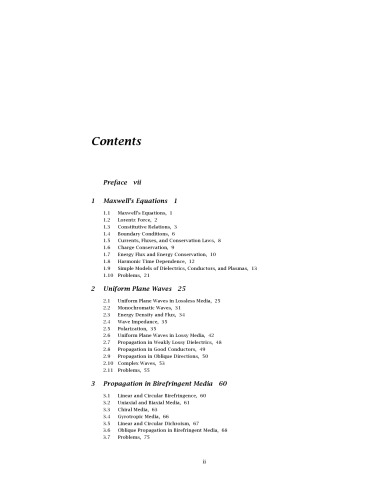 Contents
Preface vii
1 Maxwell's Equations 1
1.1 Maxwell's Equations, 1
1.2 Lorentz Force, 2
1.3 Constitutive Relations, 3
1.4 Boundary Conditions, 6
1.5 Currents, Fluxes, and Conservation Laws, 8
1.6 Charge Conservation, 9
1.7 Energy Flux and Energy Conservation, 10
1.8 Harmonic Time Dependence, 12
1.9 Simple Models of Dielectrics, Conductors, and Plasmas, 13
1.10 Problems, 21
2 Uniform Plane Waves 25
2.1 Uniform Plane Waves in Lossless Media, 25
2.2 Monochromatic Waves, 31
2.3 Energy Density and Flux, 34
2.4 Wave Impedance, 35
2.5 Polarization, 35
2.6 Uniform Plane Waves in Lossy Media, 42
2.7 Propagation in Weakly Lossy Dielectrics, 48
2.8 Propagation in Good Conductors, 49
2.9 Propagation in Oblique Directions, 50
2.10 Complex Waves, 53
2.11 Problems, 55
3 Propagation in Birefringent Media 60
3.1 Linear and Circular Birefringence, 60
3.2 Uniaxial and Biaxial Media, 61
3.3 Chiral Media, 63
3.4 Gyrotropic Media, 66
3.5 Linear and Circular Dichroism, 67
3.6 Oblique Propagation in Birefringent Media, 68
3.7 Problems, 75
ii